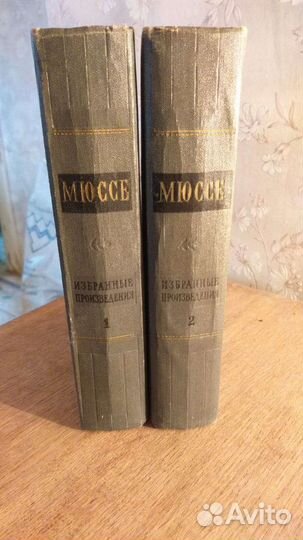 МЮССЕ
ИЗБРАННЫЕ
ПРОИЗВЕДЕНИЯ
1
МЮССЕ
ИЗБРАННЫЕ
ПРОИЗВЕДЕНИЯ
2
Avito